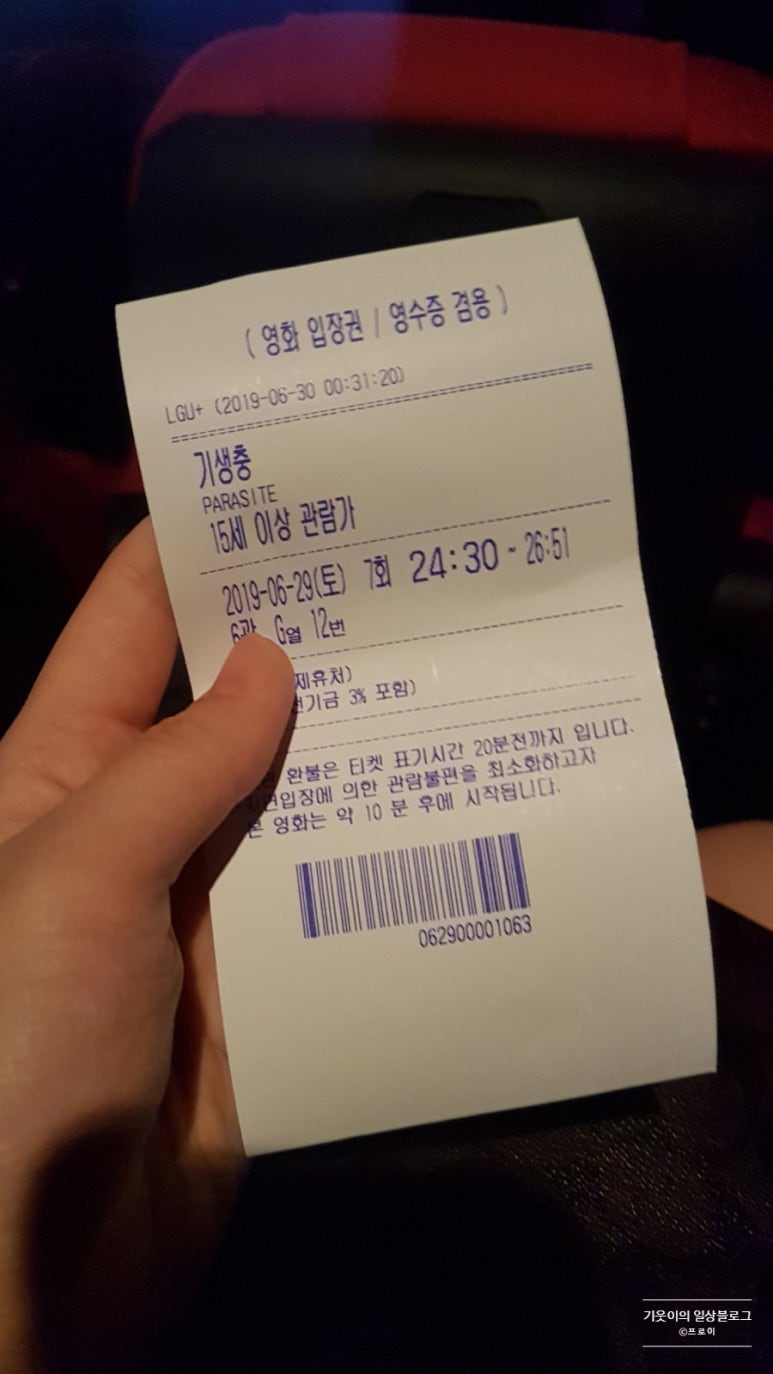 ( 영화 입장권 / 영수증 겸용 )
LGU+ (2019-06-30 00:31:20)
기생충
PARASITE
15세 이상 관람가
2019-06-29(토) 7회 24:30 ~ 26:51
6관 G열 12번
제휴처)
전기금 3% 포함)
환불은 티켓 표기시간 20분전까지 입니다.
지연입장에 의한 관람불편을 최소화하고자
본 영화는 약 10 분 후에 시작됩니다.
062900001063
가웃이의 일상블로그
©프로이